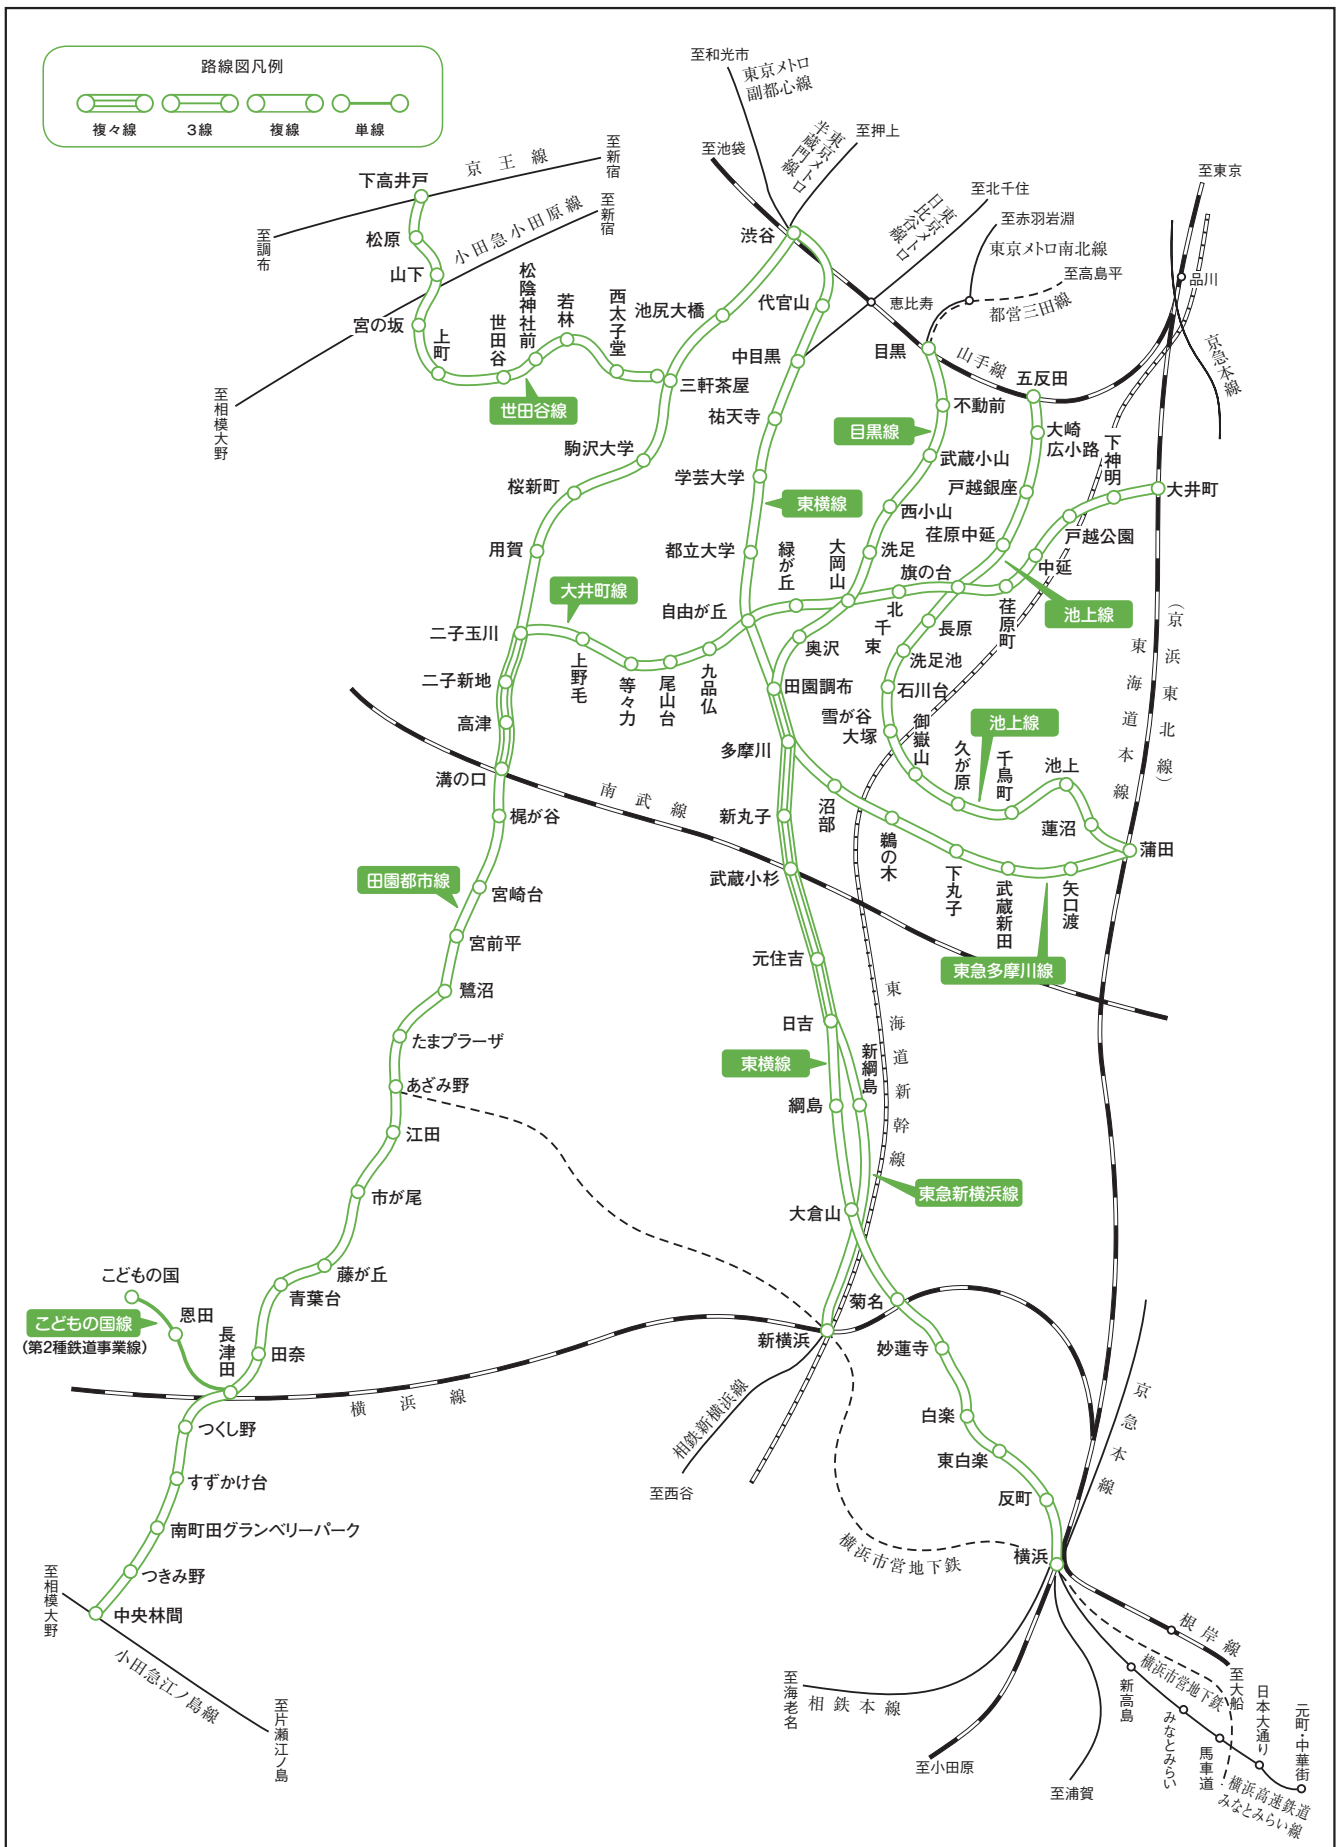 路線図凡例
複々線
3線
複線
単線
至和光市
東京メトロ
副都心線
至池袋
東京メトロ
半蔵門線
至押上
至北千住
東京メトロ
日比谷線
至赤羽岩淵
東京メトロ南北線
至高島平
都営三田線
至東京
品川
京急本線
京王線
至新宿
至調布
小田急小田原線
至新宿
至相模大野
下高井戸
松原
山下
宮の坂
上町
世田谷
松陰神社前
若林
西太子堂
世田谷線
渋谷
池尻大橋
三軒茶屋
駒沢大学
桜新町
用賀
二子玉川
二子新地
高津
溝の口
梶が谷
田園都市線
宮崎台
宮前平
鷺沼
たまプラーザ
あざみ野
江田
市が尾
藤が丘
青葉台
田奈
長津田
つくし野
すずかけ台
南町田グランベリーパーク
つきみ野
中央林間
こどもの国
恩田
こどもの国線
(第2種鉄道事業線)
代官山
中目黒
祐天寺
学芸大学
東横線
都立大学
自由が丘
田園調布
多摩川
新丸子
武蔵小杉
元住吉
日吉
東横線
綱島
新綱島
大倉山
東急新横浜線
新横浜
菊名
妙蓮寺
白楽
東白楽
反町
横浜
恵比寿
山手線
目黒
不動前
目黒線
武蔵小山
西小山
洗足
大岡山
奥沢
五反田
大崎
広小路
戸越銀座
荏原中延
旗の台
長原
洗足池
石川台
雪が谷
大塚
御嶽山
久が原
千鳥町
池上
蓮沼
蒲田
池上線
池上線
大井町
下神明
戸越公園
中延
荏原町
北千束
緑が丘
九品仏
尾山台
等々力
上野毛
大井町線
沼部
鵜の木
下丸子
武蔵新田
矢口渡
東急多摩川線
南武線
東海道新幹線
東海道本線
(京浜東北線)
横浜線
相鉄新横浜線
至西谷
横浜市営地下鉄
京急本線
至相模大野
小田急江ノ島線
至片瀬江ノ島
至海老名
相鉄本線
至小田原
至浦賀
根岸線
至大船
横浜市営地下鉄
新高島
みなとみらい
馬車道
日本大通り
元町・中華街
横浜高速鉄道
みなとみらい線